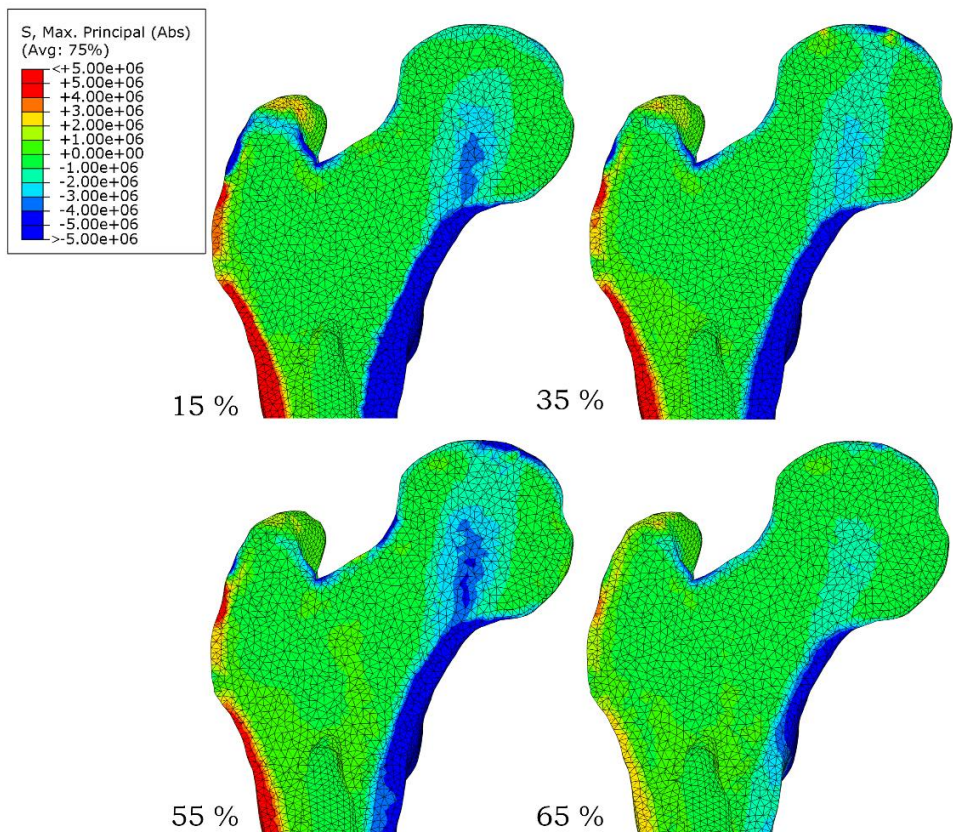 S, Max. Principal (Abs)
(Avg: 75%)
<+5.00e+06
+5.00e+06
+4.00e+06
+3.00e+06
+2.00e+06
+1.00e+06
+0.00e+00
-1.00e+06
-2.00e+06
-3.00e+06
-4.00e+06
-5.00e+06
>-5.00e+06
15 %
35 %
55 %
65 %